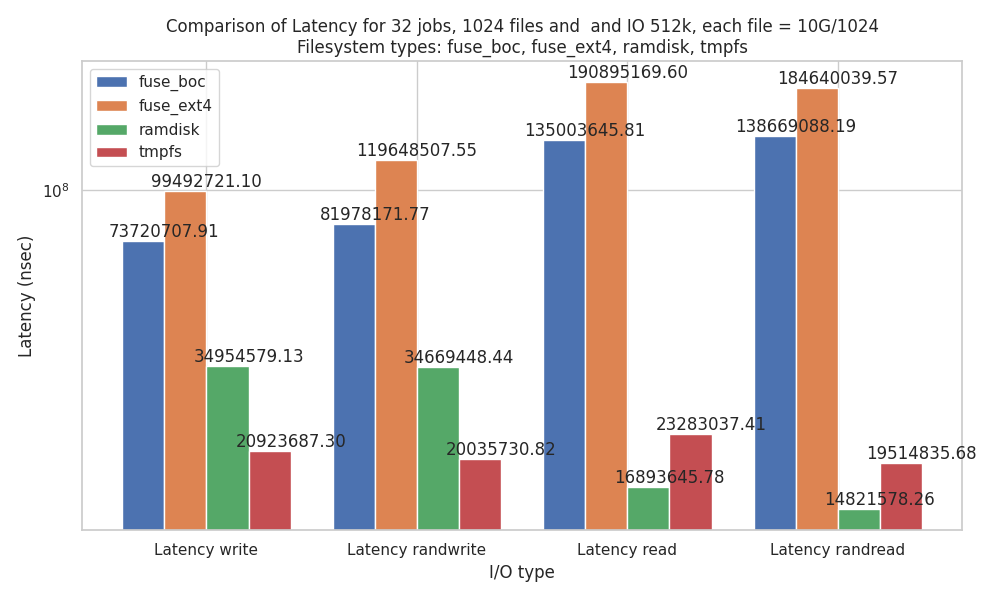 Comparison of Latency for 32 jobs, 1024 files and  and IO 512k, each file = 10G/1024
Filesystem types: fuse_boc, fuse_ext4, ramdisk, tmpfs
fuse_boc
fuse_ext4
ramdisk
tmpfs
190895169.60
184640039.57
135003645.81
138669088.19
119648507.55
99492721.10
81978171.77
73720707.91
34954579.13
34669448.44
20923687.30
20035730.82
23283037.41
16893645.78
19514835.68
14821578.26
10⁸
Latency (nsec)
Latency write
Latency randwrite
Latency read
Latency randread
I/O type